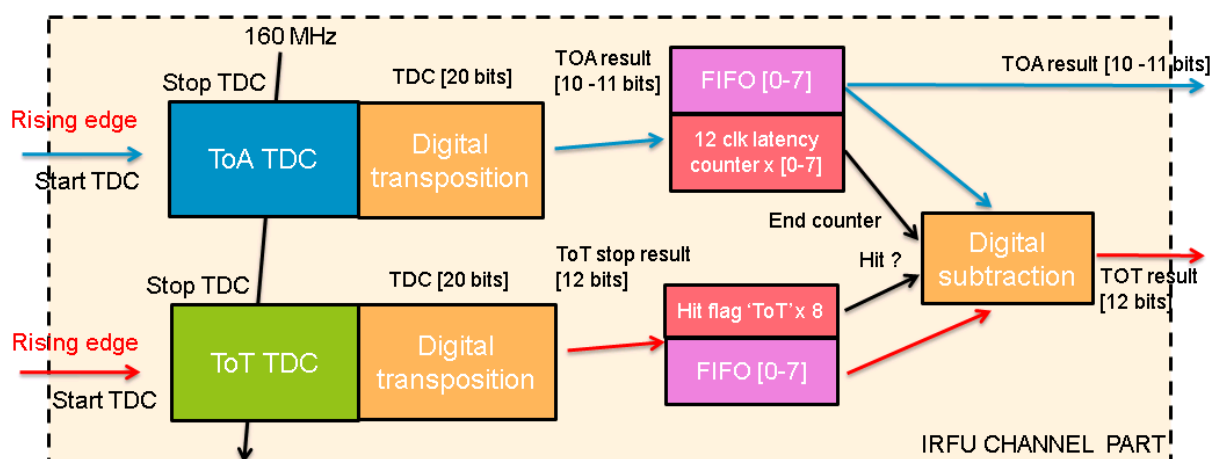 160 MHz
Stop TDC
TDC [20 bits]
TOA result
[10 -11 bits]
FIFO [0-7]
TOA result [10 -11 bits]
Rising edge
Start TDC
ToA TDC
Digital
transposition
12 clk latency
counter x [0-7]
End counter
Hit ?
Digital
subtraction
TOT result
[12 bits]
Stop TDC
TDC [20 bits]
ToT stop result
[12 bits]
Hit flag ‘ToT’ x 8
FIFO [0-7]
Rising edge
Start TDC
ToT TDC
Digital
transposition
IRFU CHANNEL PART